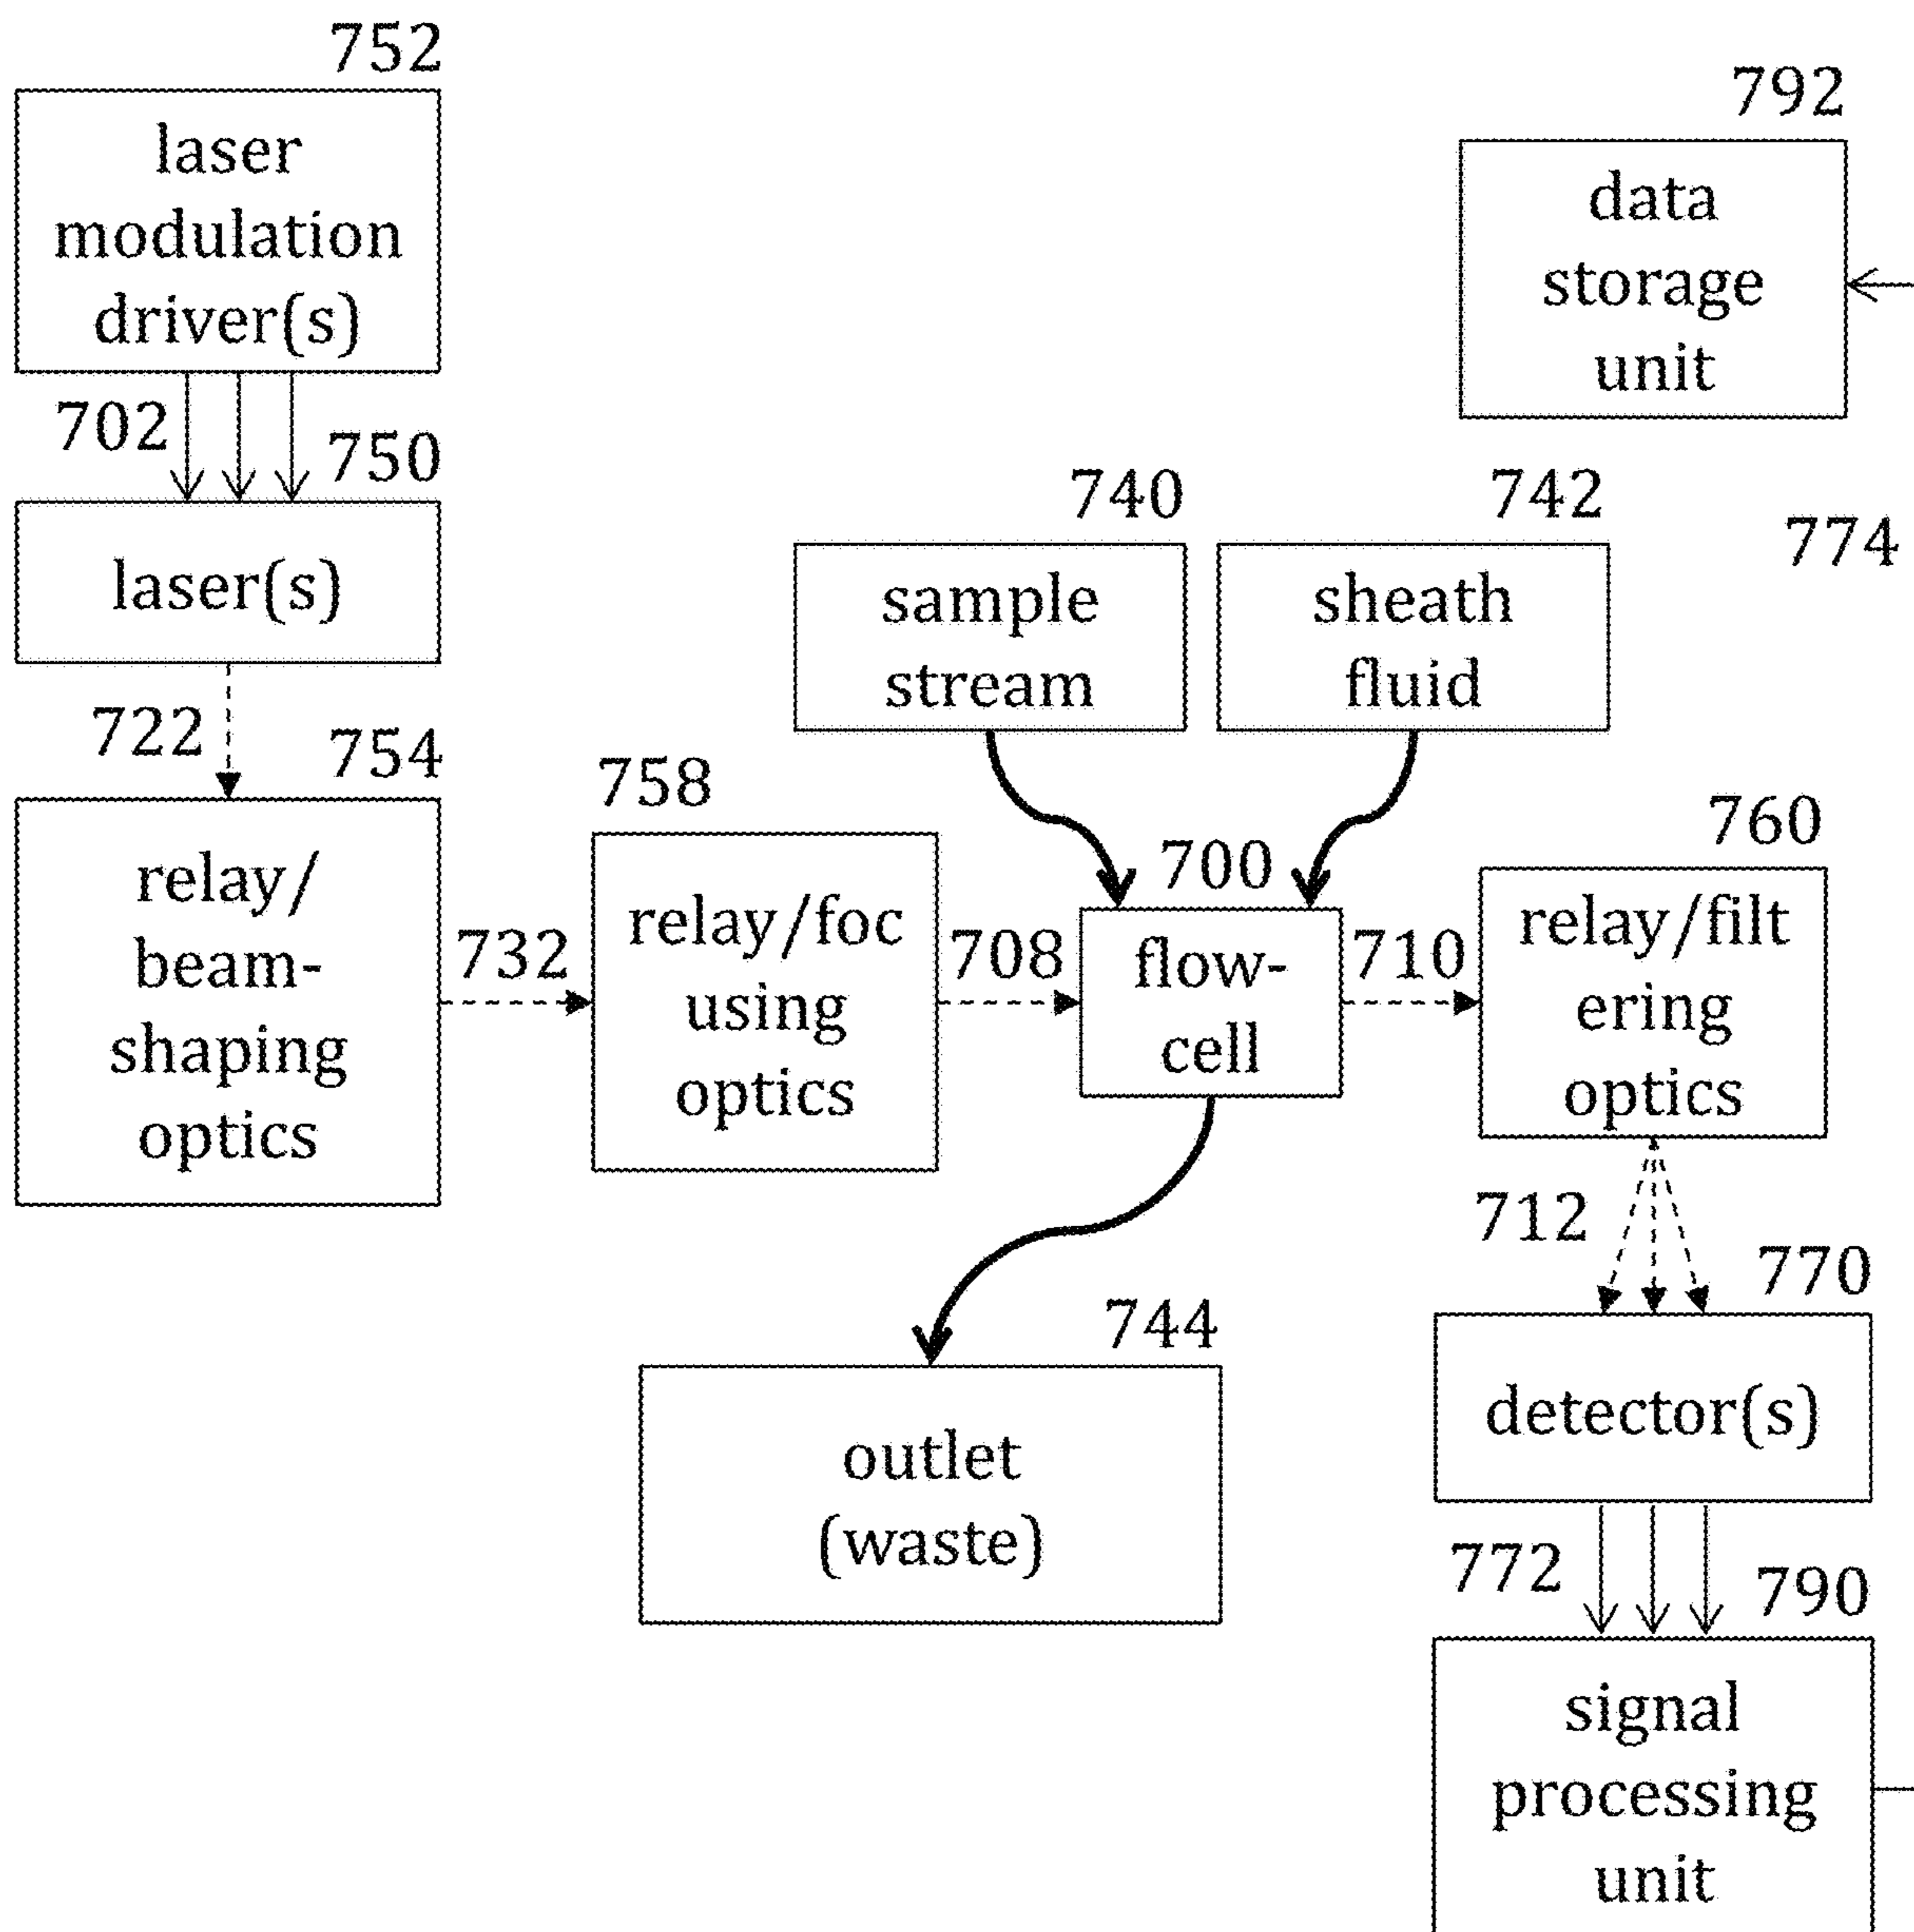 752
laser
modulation
driver(s)
702
750
laser(s)
722
754
relay/
beam-
shaping
optics
732
758
relay/foc
using
optics
708
740
sample
stream
742
sheath
fluid
700
flow-
cell
710
744
outlet
(waste)
760
relay/filt
ering
optics
712
770
detector(s)
772
790
signal
processing
unit
774
792
data
storage
unit